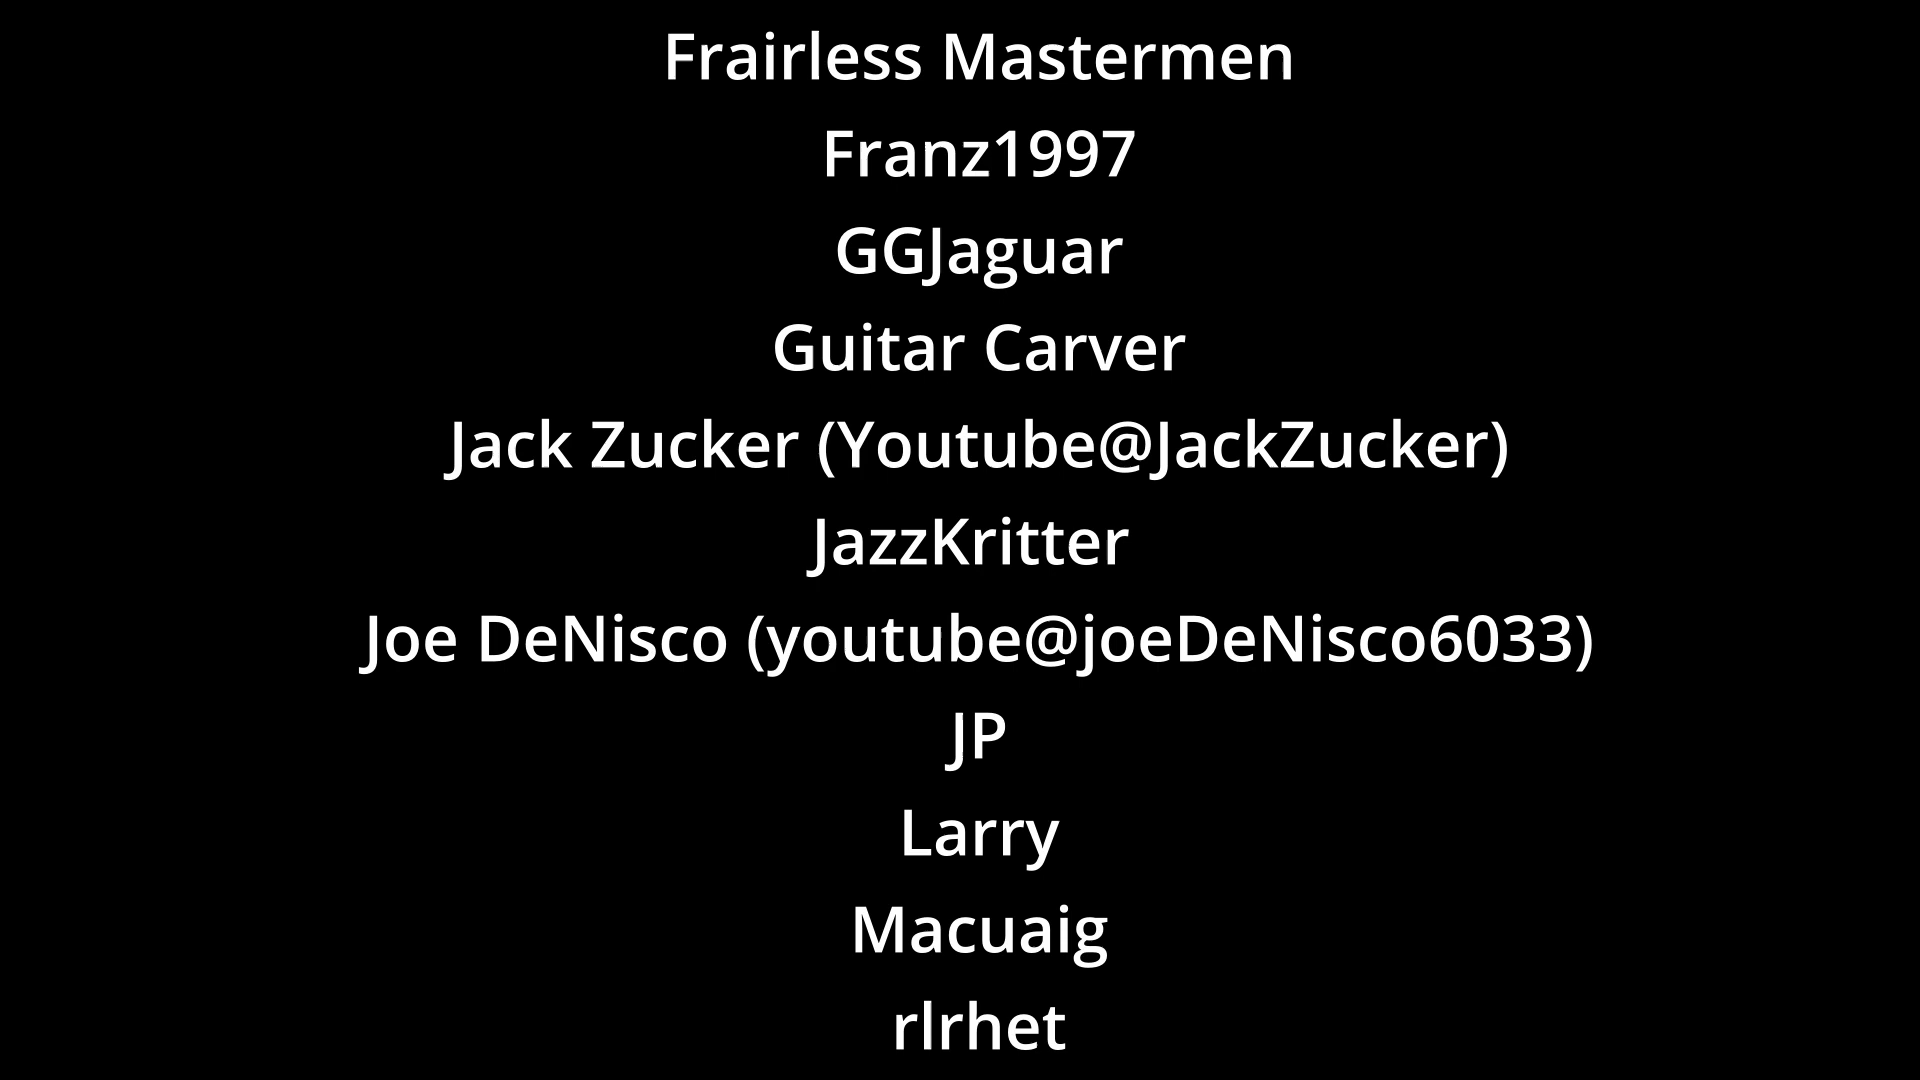 Frairless Mastermen
Franz1997
GGJaguar
Guitar Carver
Jack Zucker (Youtube@JackZucker)
JazzKritter
Joe DeNisco (youtube@joeDeNisco6033)
JP
Larry
Macuaig
rlrhet